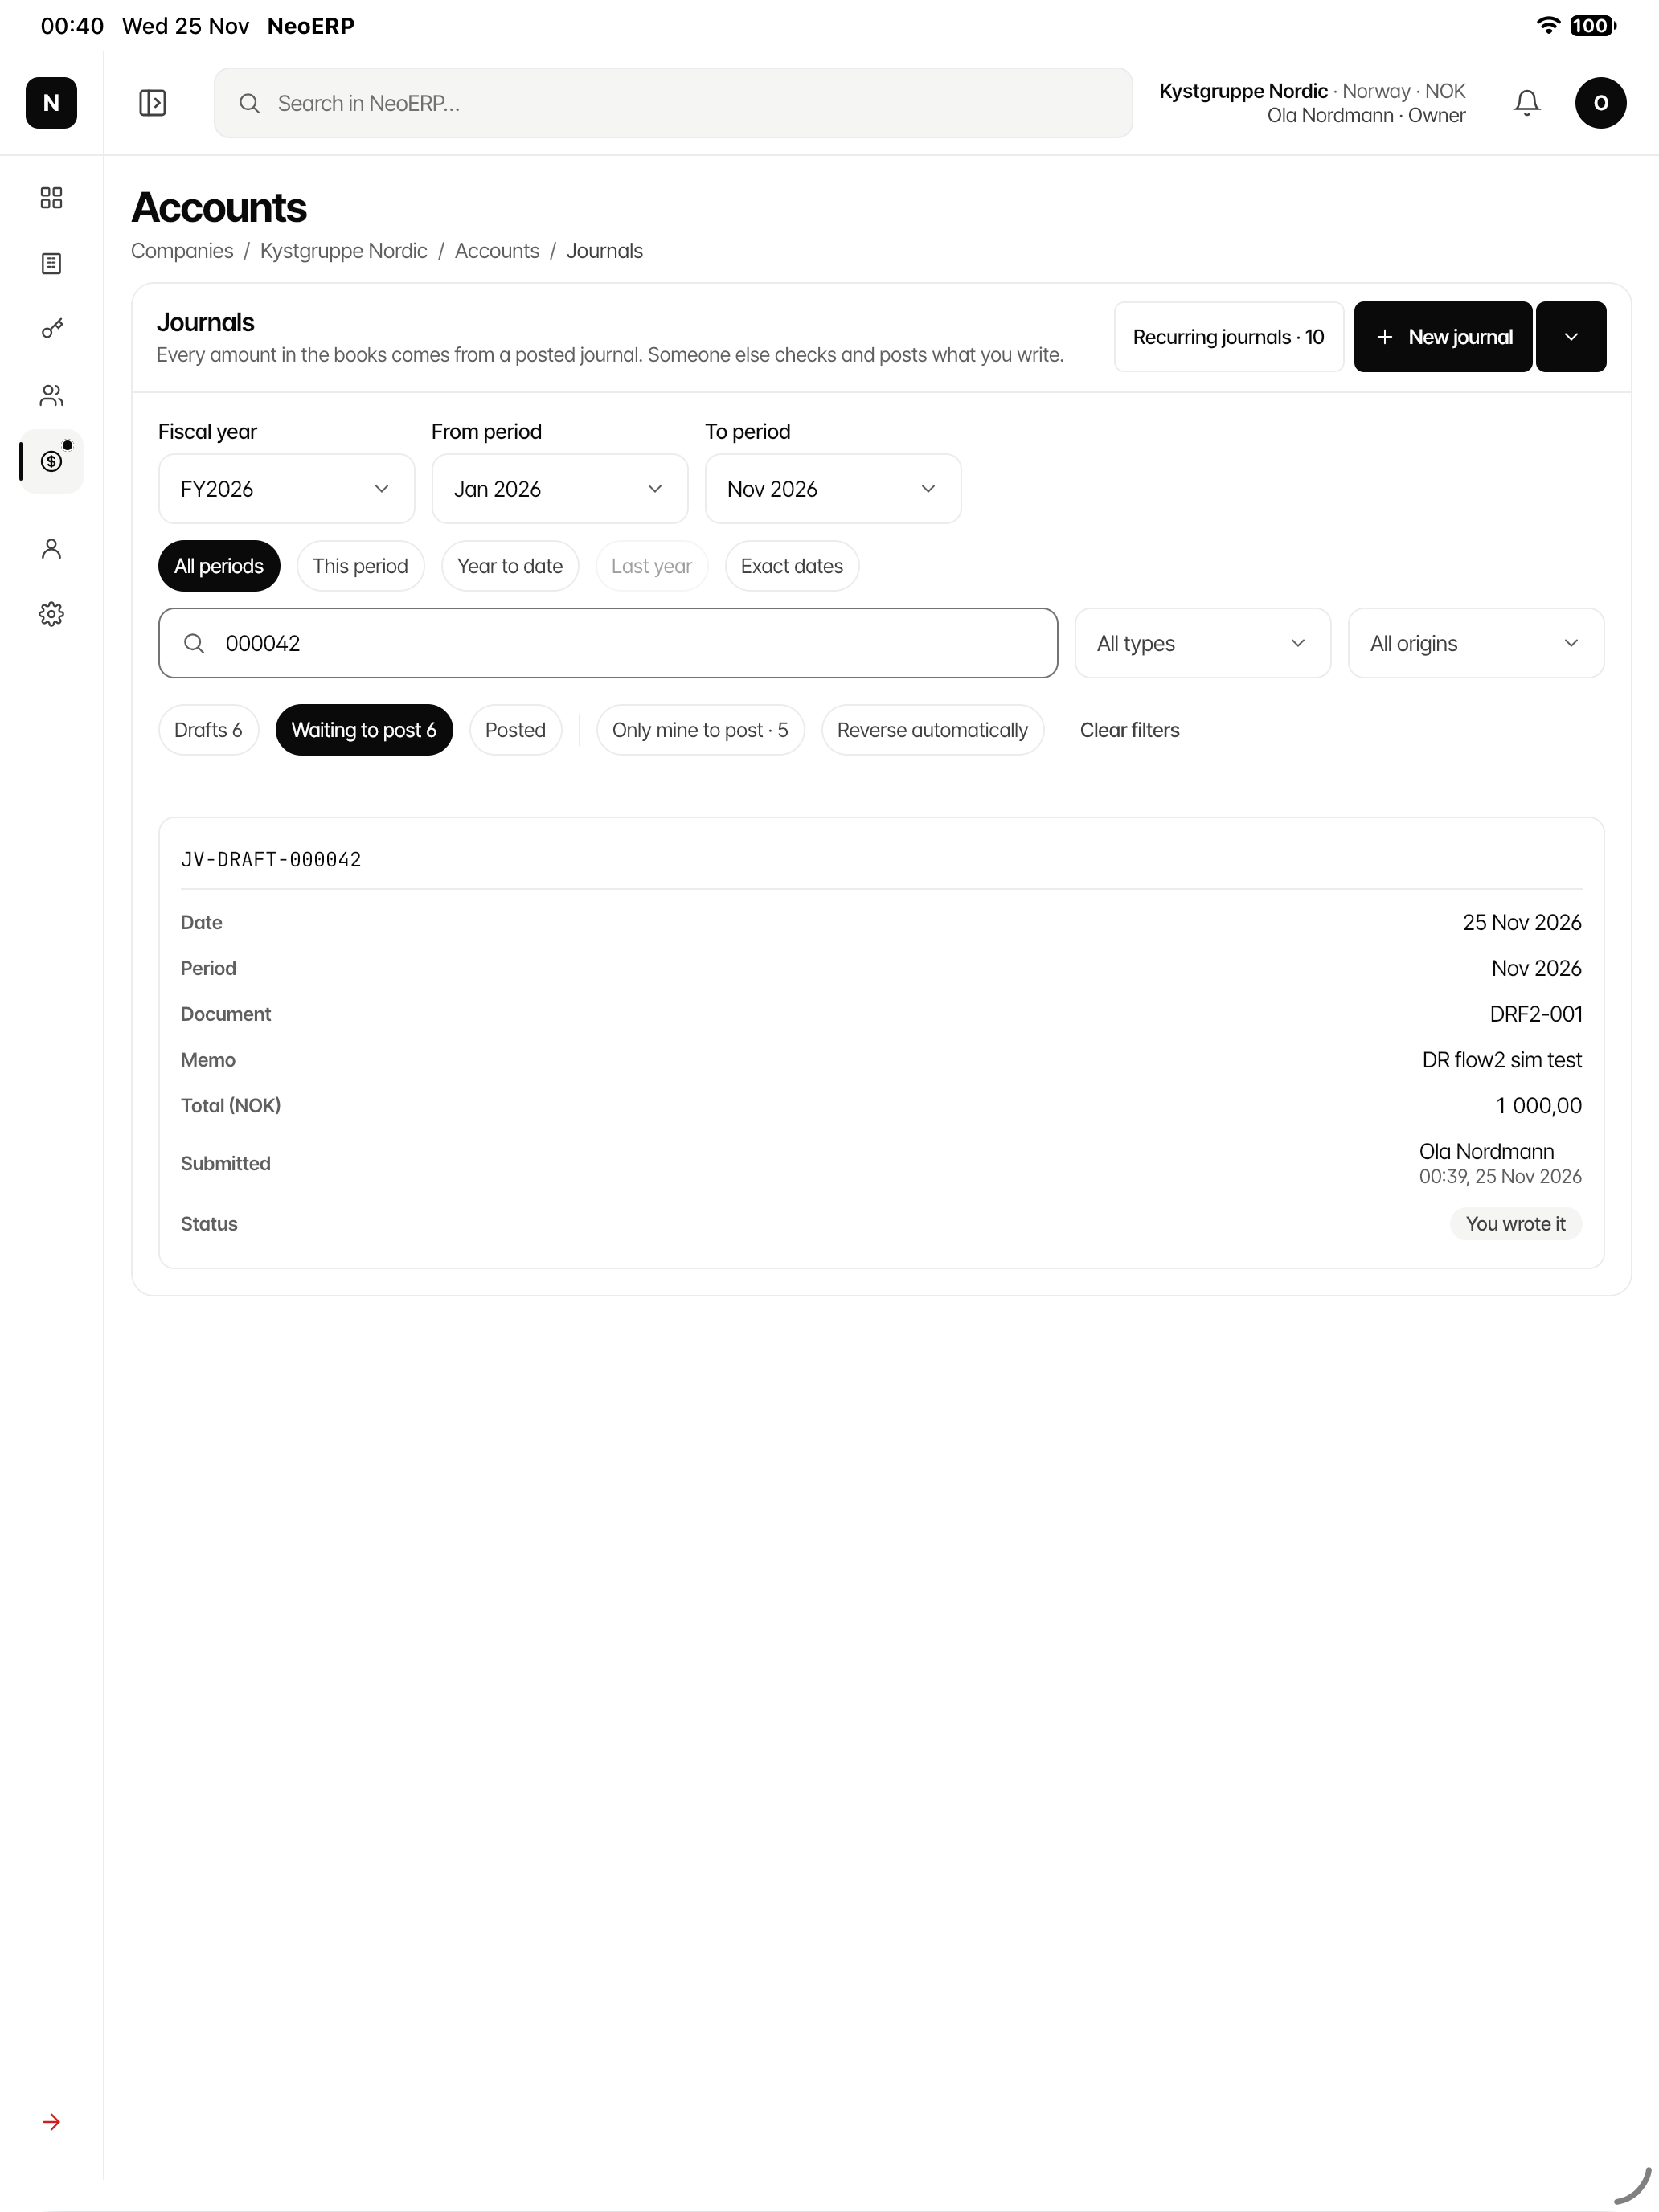 00:40 Wed 25 Nov NeoERP
100
N
Search in NeoERP...
Kystgruppe Nordic · Norway · NOK
Ola Nordmann · Owner
O
Accounts
Companies / Kystgruppe Nordic / Accounts / Journals
Journals
Every amount in the books comes from a posted journal. Someone else checks and posts what you write.
Recurring journals · 10
New journal
Fiscal year
From period
To period
FY2026
Jan 2026
Nov 2026
All periods
This period
Year to date
Last year
Exact dates
000042
All types
All origins
Drafts 6
Waiting to post 6
Posted
Only mine to post · 5
Reverse automatically
Clear filters
JV-DRAFT-000042
Date 25 Nov 2026
Period Nov 2026
Document DRF2-001
Memo DR flow2 sim test
Total (NOK) 1 000,00
Submitted Ola Nordmann
00:39, 25 Nov 2026
Status You wrote it